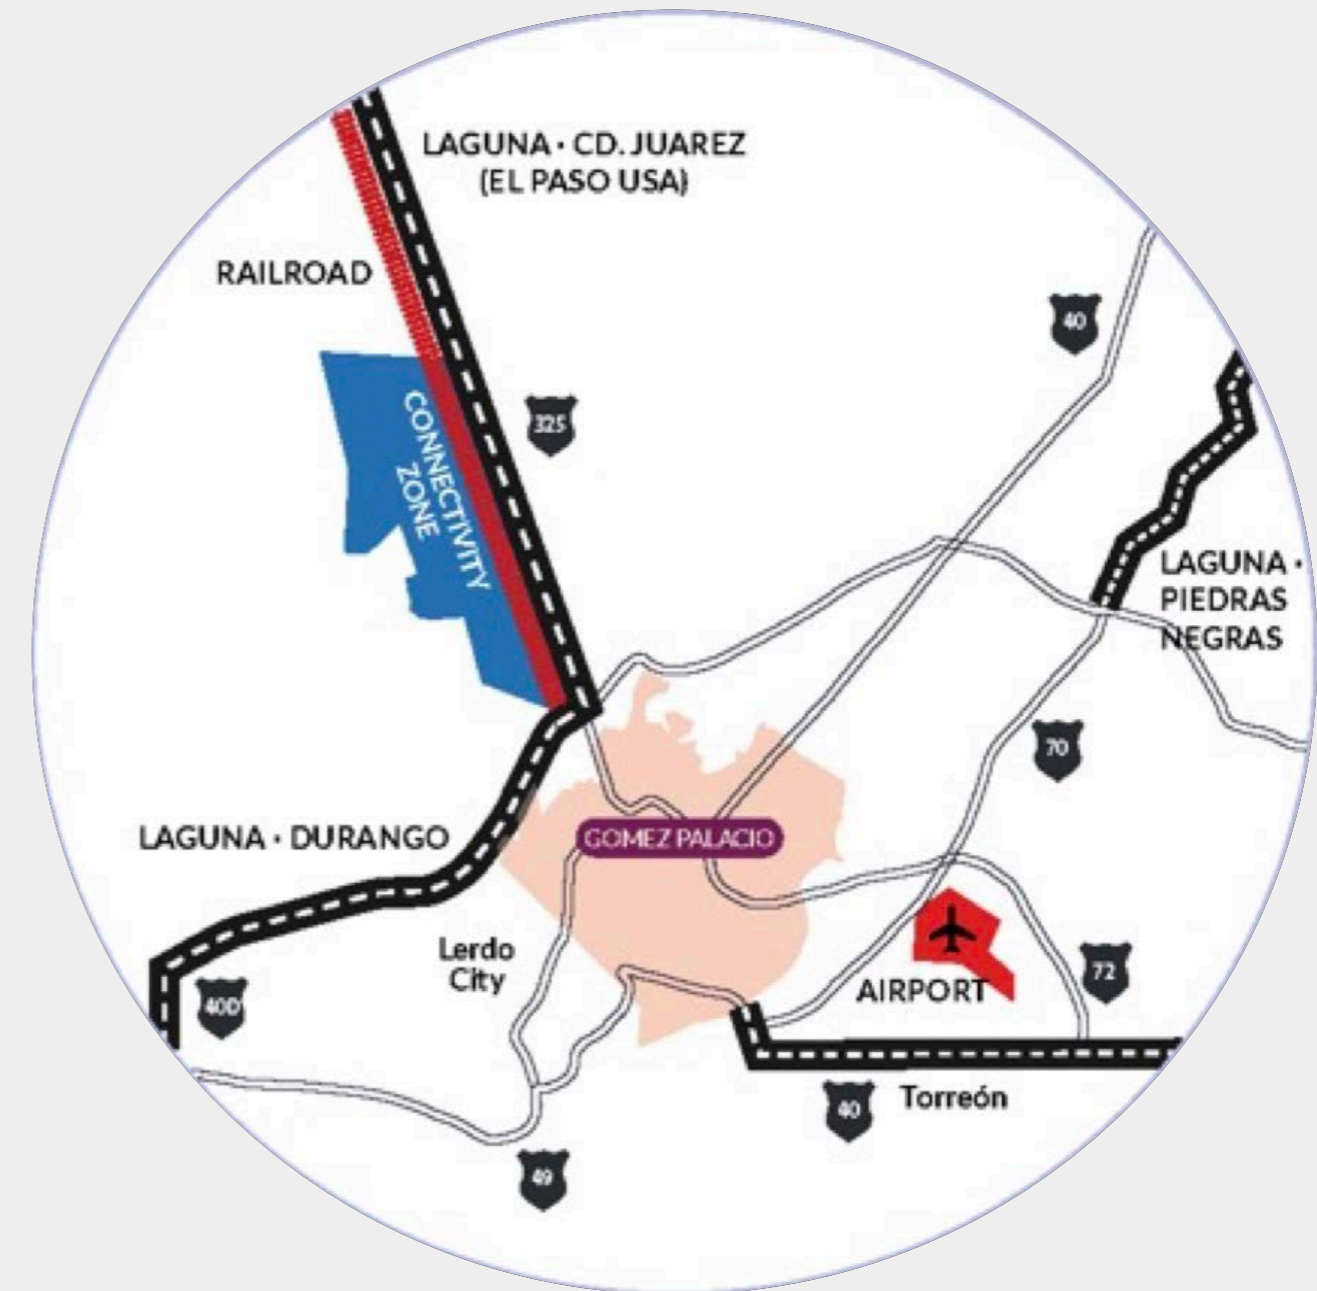 LAGUNA · CD. JUAREZ
(EL PASO USA)
RAILROAD
40
325
CONNECTIVITY
ZONE
LAGUNA ·
PIEDRAS
NEGRAS
70
LAGUNA · DURANGO
GOMEZ PALACIO
Lerdo
City
40D
AIRPORT
72
40
Torreón
49